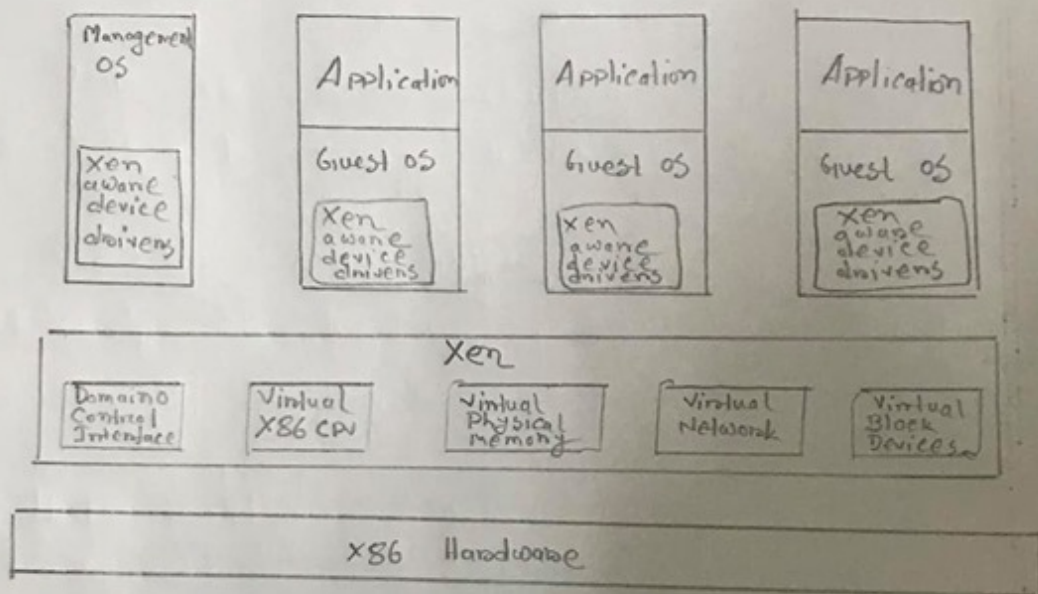 Management
OS
Xen
aware
device
drivers
Application
Guest OS
Xen
aware
device
drivers
Application
Guest OS
Xen
aware
device
drivers
Application
Guest OS
Xen
aware
device
drivers
Xen
Domain0
Control
Interface
Virtual
X86 CPU
Virtual
Physical
Memory
Virtual
Network
Virtual
Block
Devices
X86 Hardware